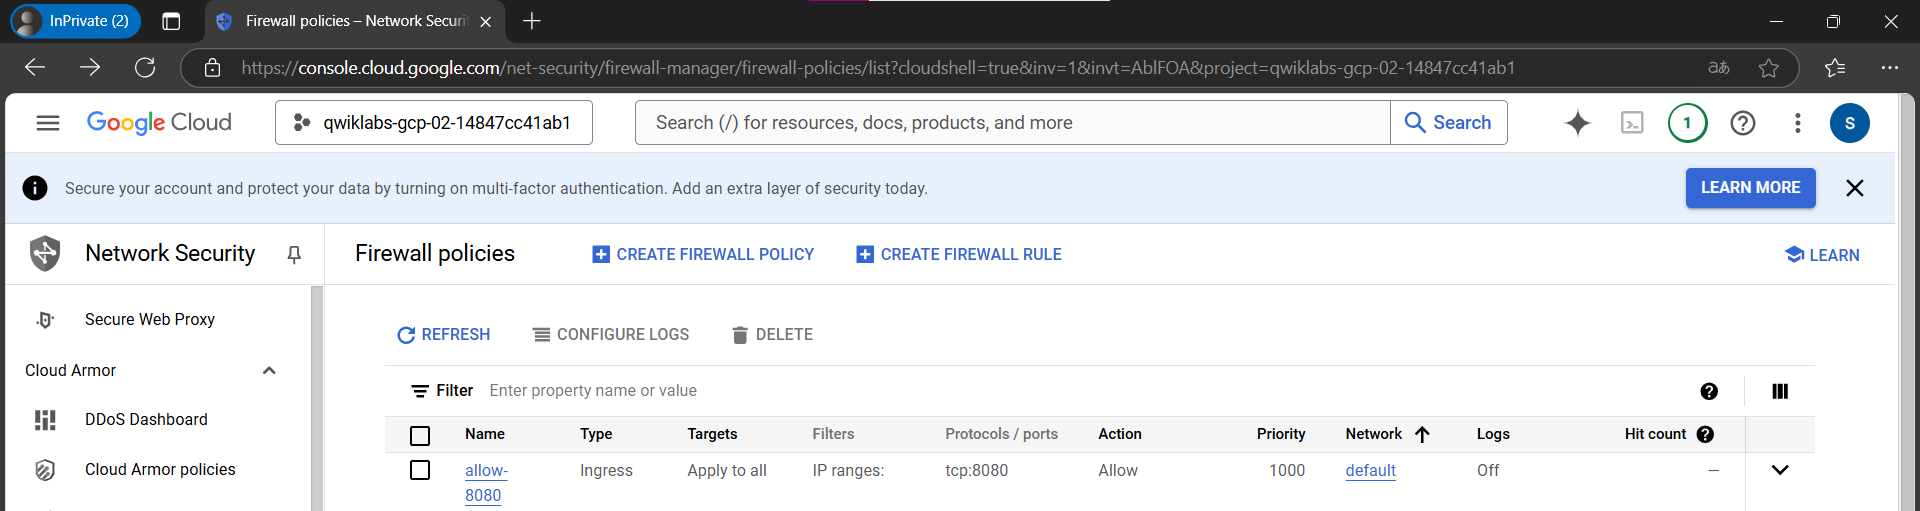 InPrivate (2)
Firewall policies – Network Securi
https://console.cloud.google.com/net-security/firewall-manager/firewall-policies/list?cloudshell=true&inv=1&invt=AblFOA&project=qwiklabs-gcp-02-14847cc41ab1
Google Cloud
qwiklabs-gcp-02-14847cc41ab1
Search (/) for resources, docs, products, and more
Search
1
S
Secure your account and protect your data by turning on multi-factor authentication. Add an extra layer of security today.
LEARN MORE
Network Security
Firewall policies
CREATE FIREWALL POLICY
CREATE FIREWALL RULE
LEARN
Secure Web Proxy
Cloud Armor
DDoS Dashboard
Cloud Armor policies
REFRESH
CONFIGURE LOGS
DELETE
Filter Enter property name or value
Name Type Targets Filters Protocols / ports Action Priority Network Logs Hit count
allow-8080 Ingress Apply to all IP ranges: tcp:8080 Allow 1000 default Off –